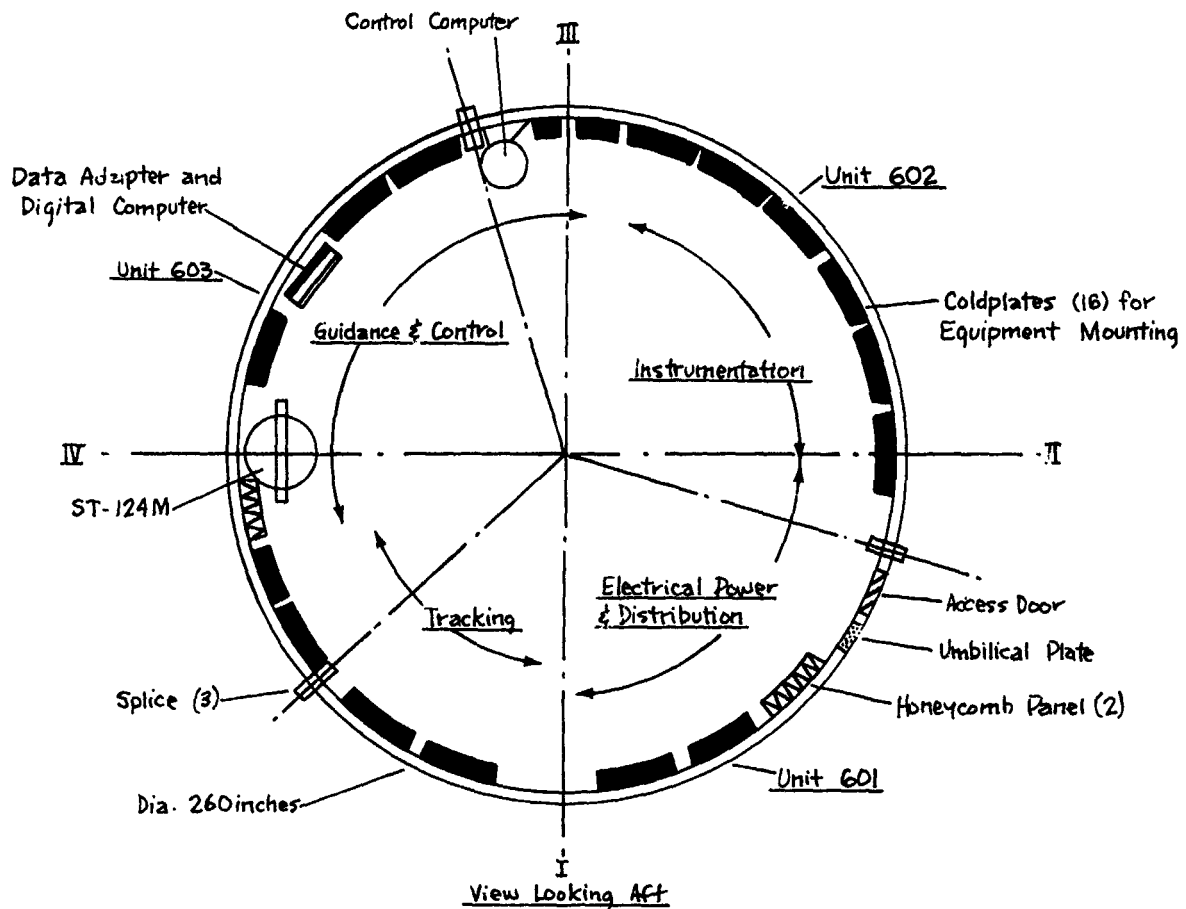 Control Computer
III
Data Adapter and
Digital Computer
Unit 602
Unit 603
Coldplates (16) for
Equipment Mounting
Guidance & Control
Instrumentation
IV
II
ST-124M
Electrical Power
& Distribution
Tracking
Access Door
Umbilical Plate
Splice (3)
Honeycomb Panel (2)
Unit 601
Dia. 260 inches
I
View Looking Aft